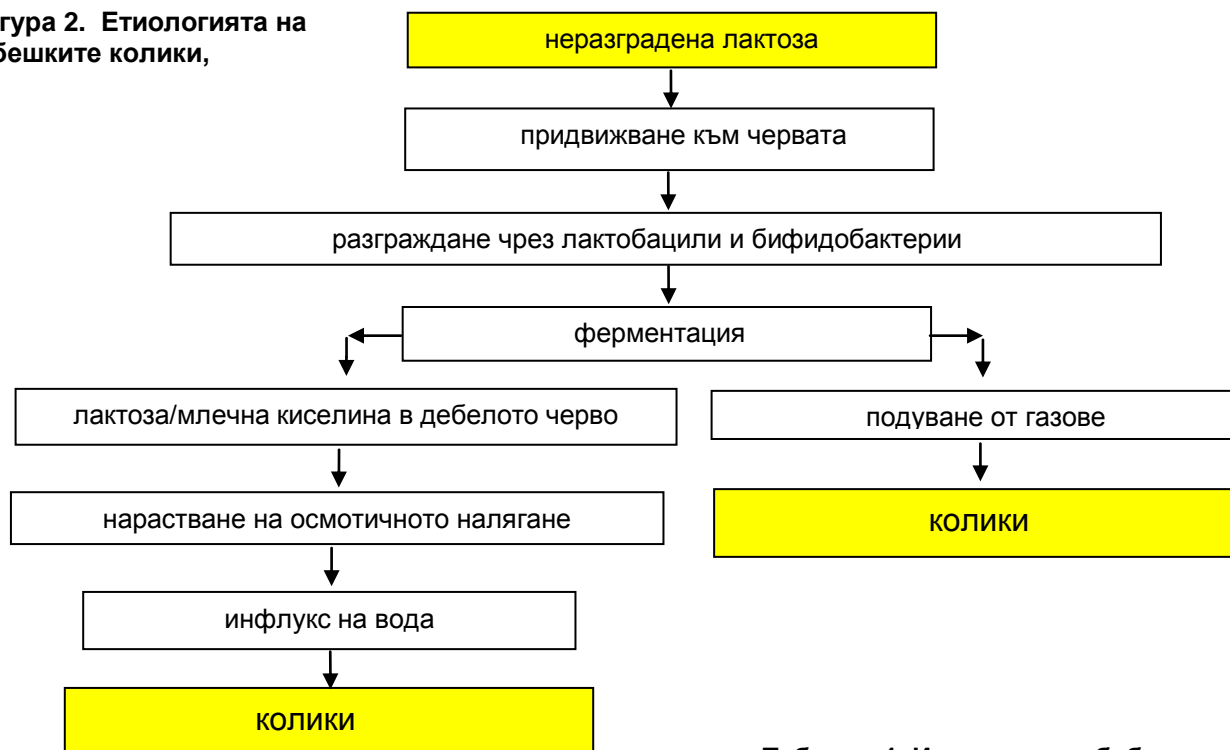 гура 2. Етиологията на
бешките колики,
неразградена лактоза
придвижване към червата
разграждане чрез лактобацили и бифидобактерии
ферментация
лактоза/млечна киселина в дебелото черво
подуване от газове
нарастване на осмотичното налягане
колики
инфлукс на вода
колики